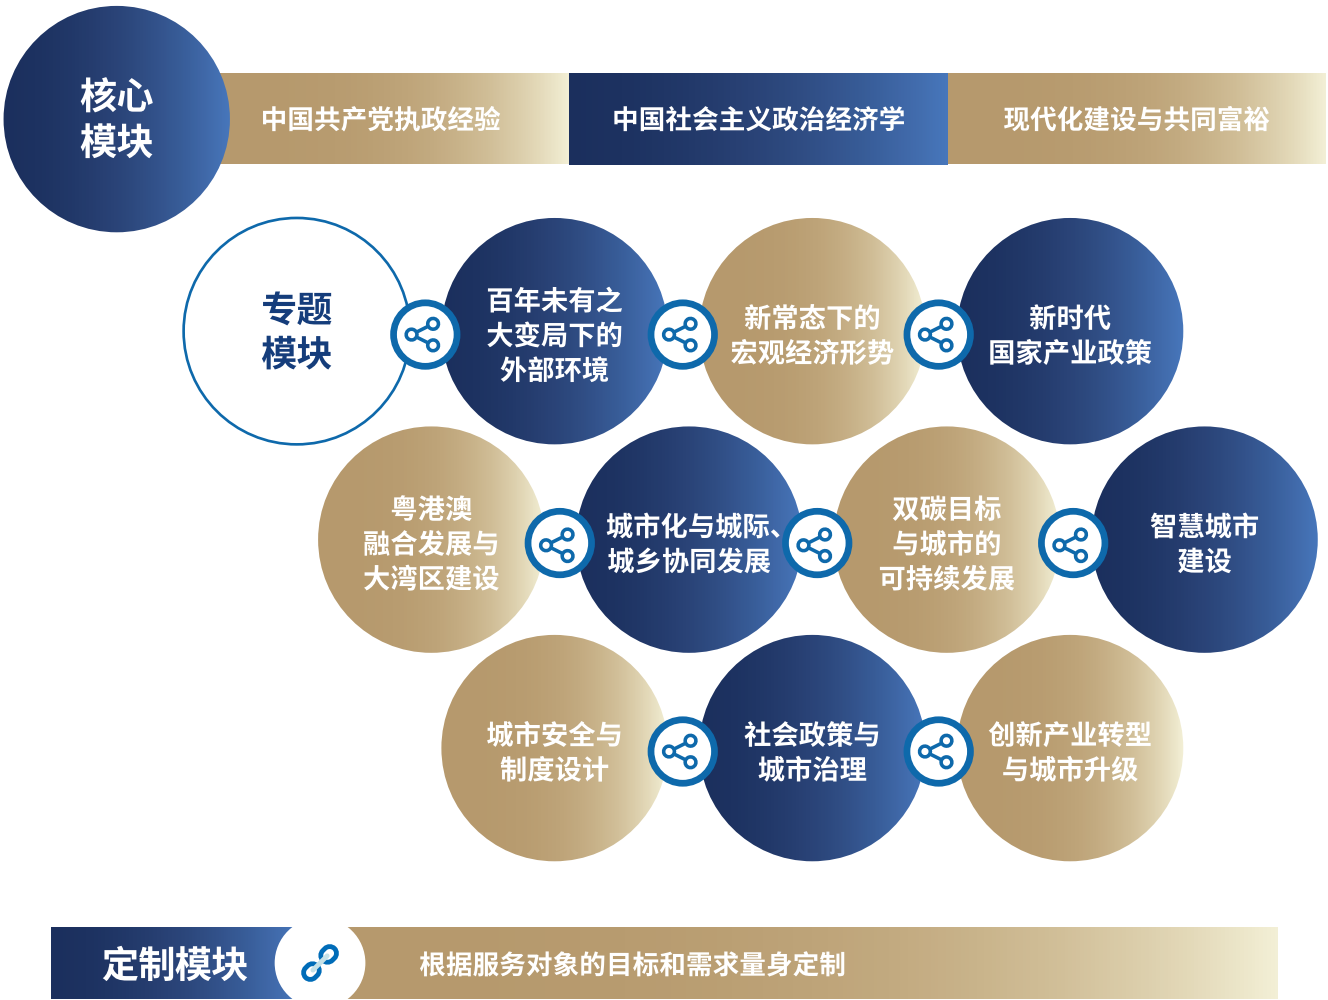 核心
模块
中国共产党执政经验
中国社会主义政治经济学
现代化建设与共同富裕
专题
模块
百年未有之
大变局下的
外部环境
新常态下的
宏观经济形势
新时代
国家产业政策
粤港澳
融合发展与
大湾区建设
城市化与城际、
城乡协同发展
双碳目标
与城市的
可持续发展
智慧城市
建设
城市安全与
制度设计
社会政策与
城市治理
创新产业转型
与城市升级
定制模块
根据服务对象的目标和需求量身定制